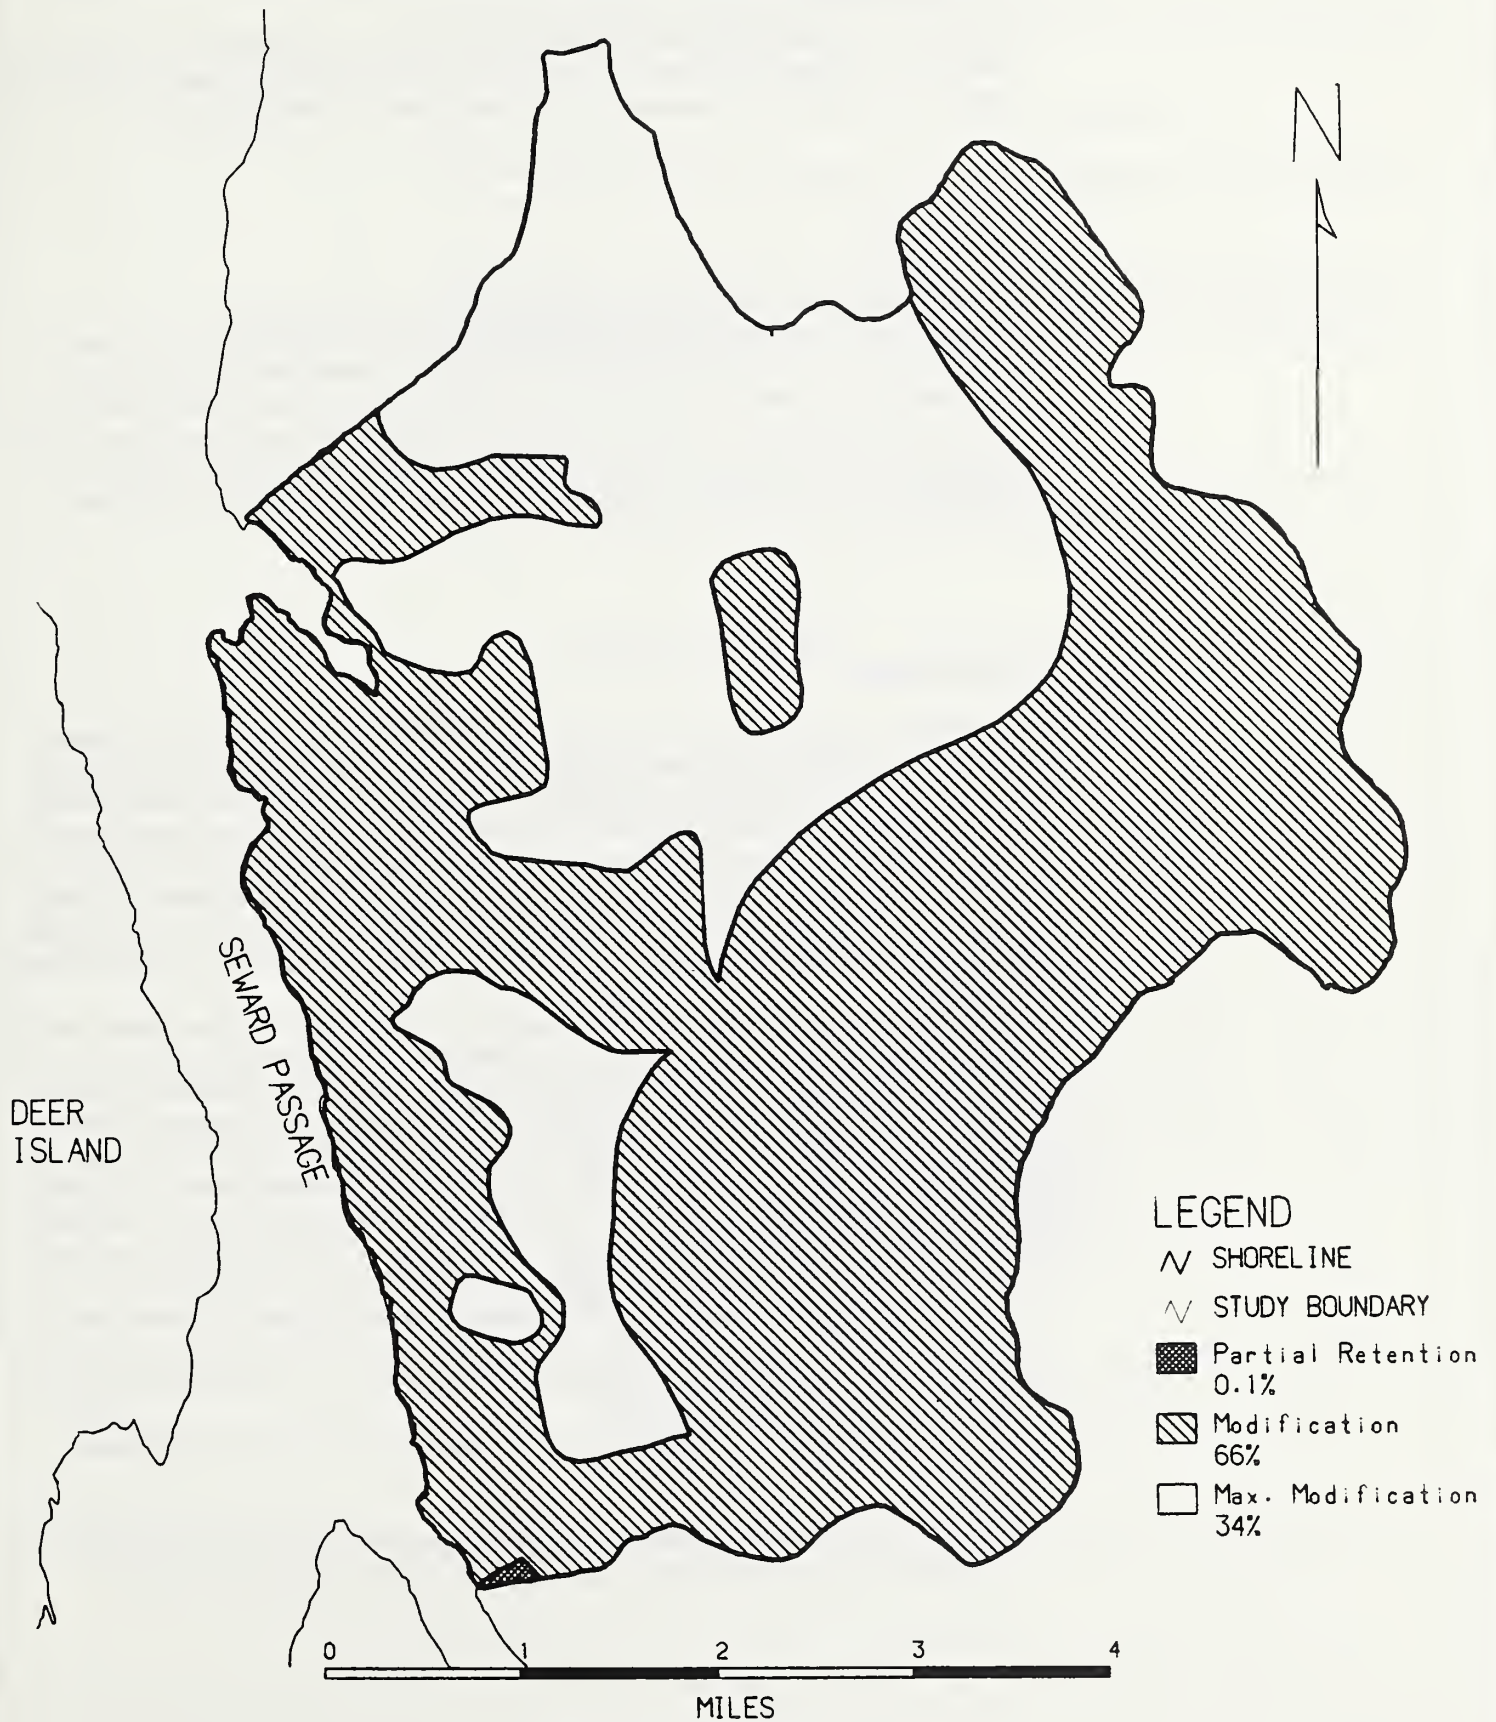 N
SEWARD PASSAGE
DEER
ISLAND
LEGEND
SHORELINE
STUDY BOUNDARY
Partial Retention
0.1%
Modification
66%
Max. Modification
34%
0 1 2 3 4
MILES